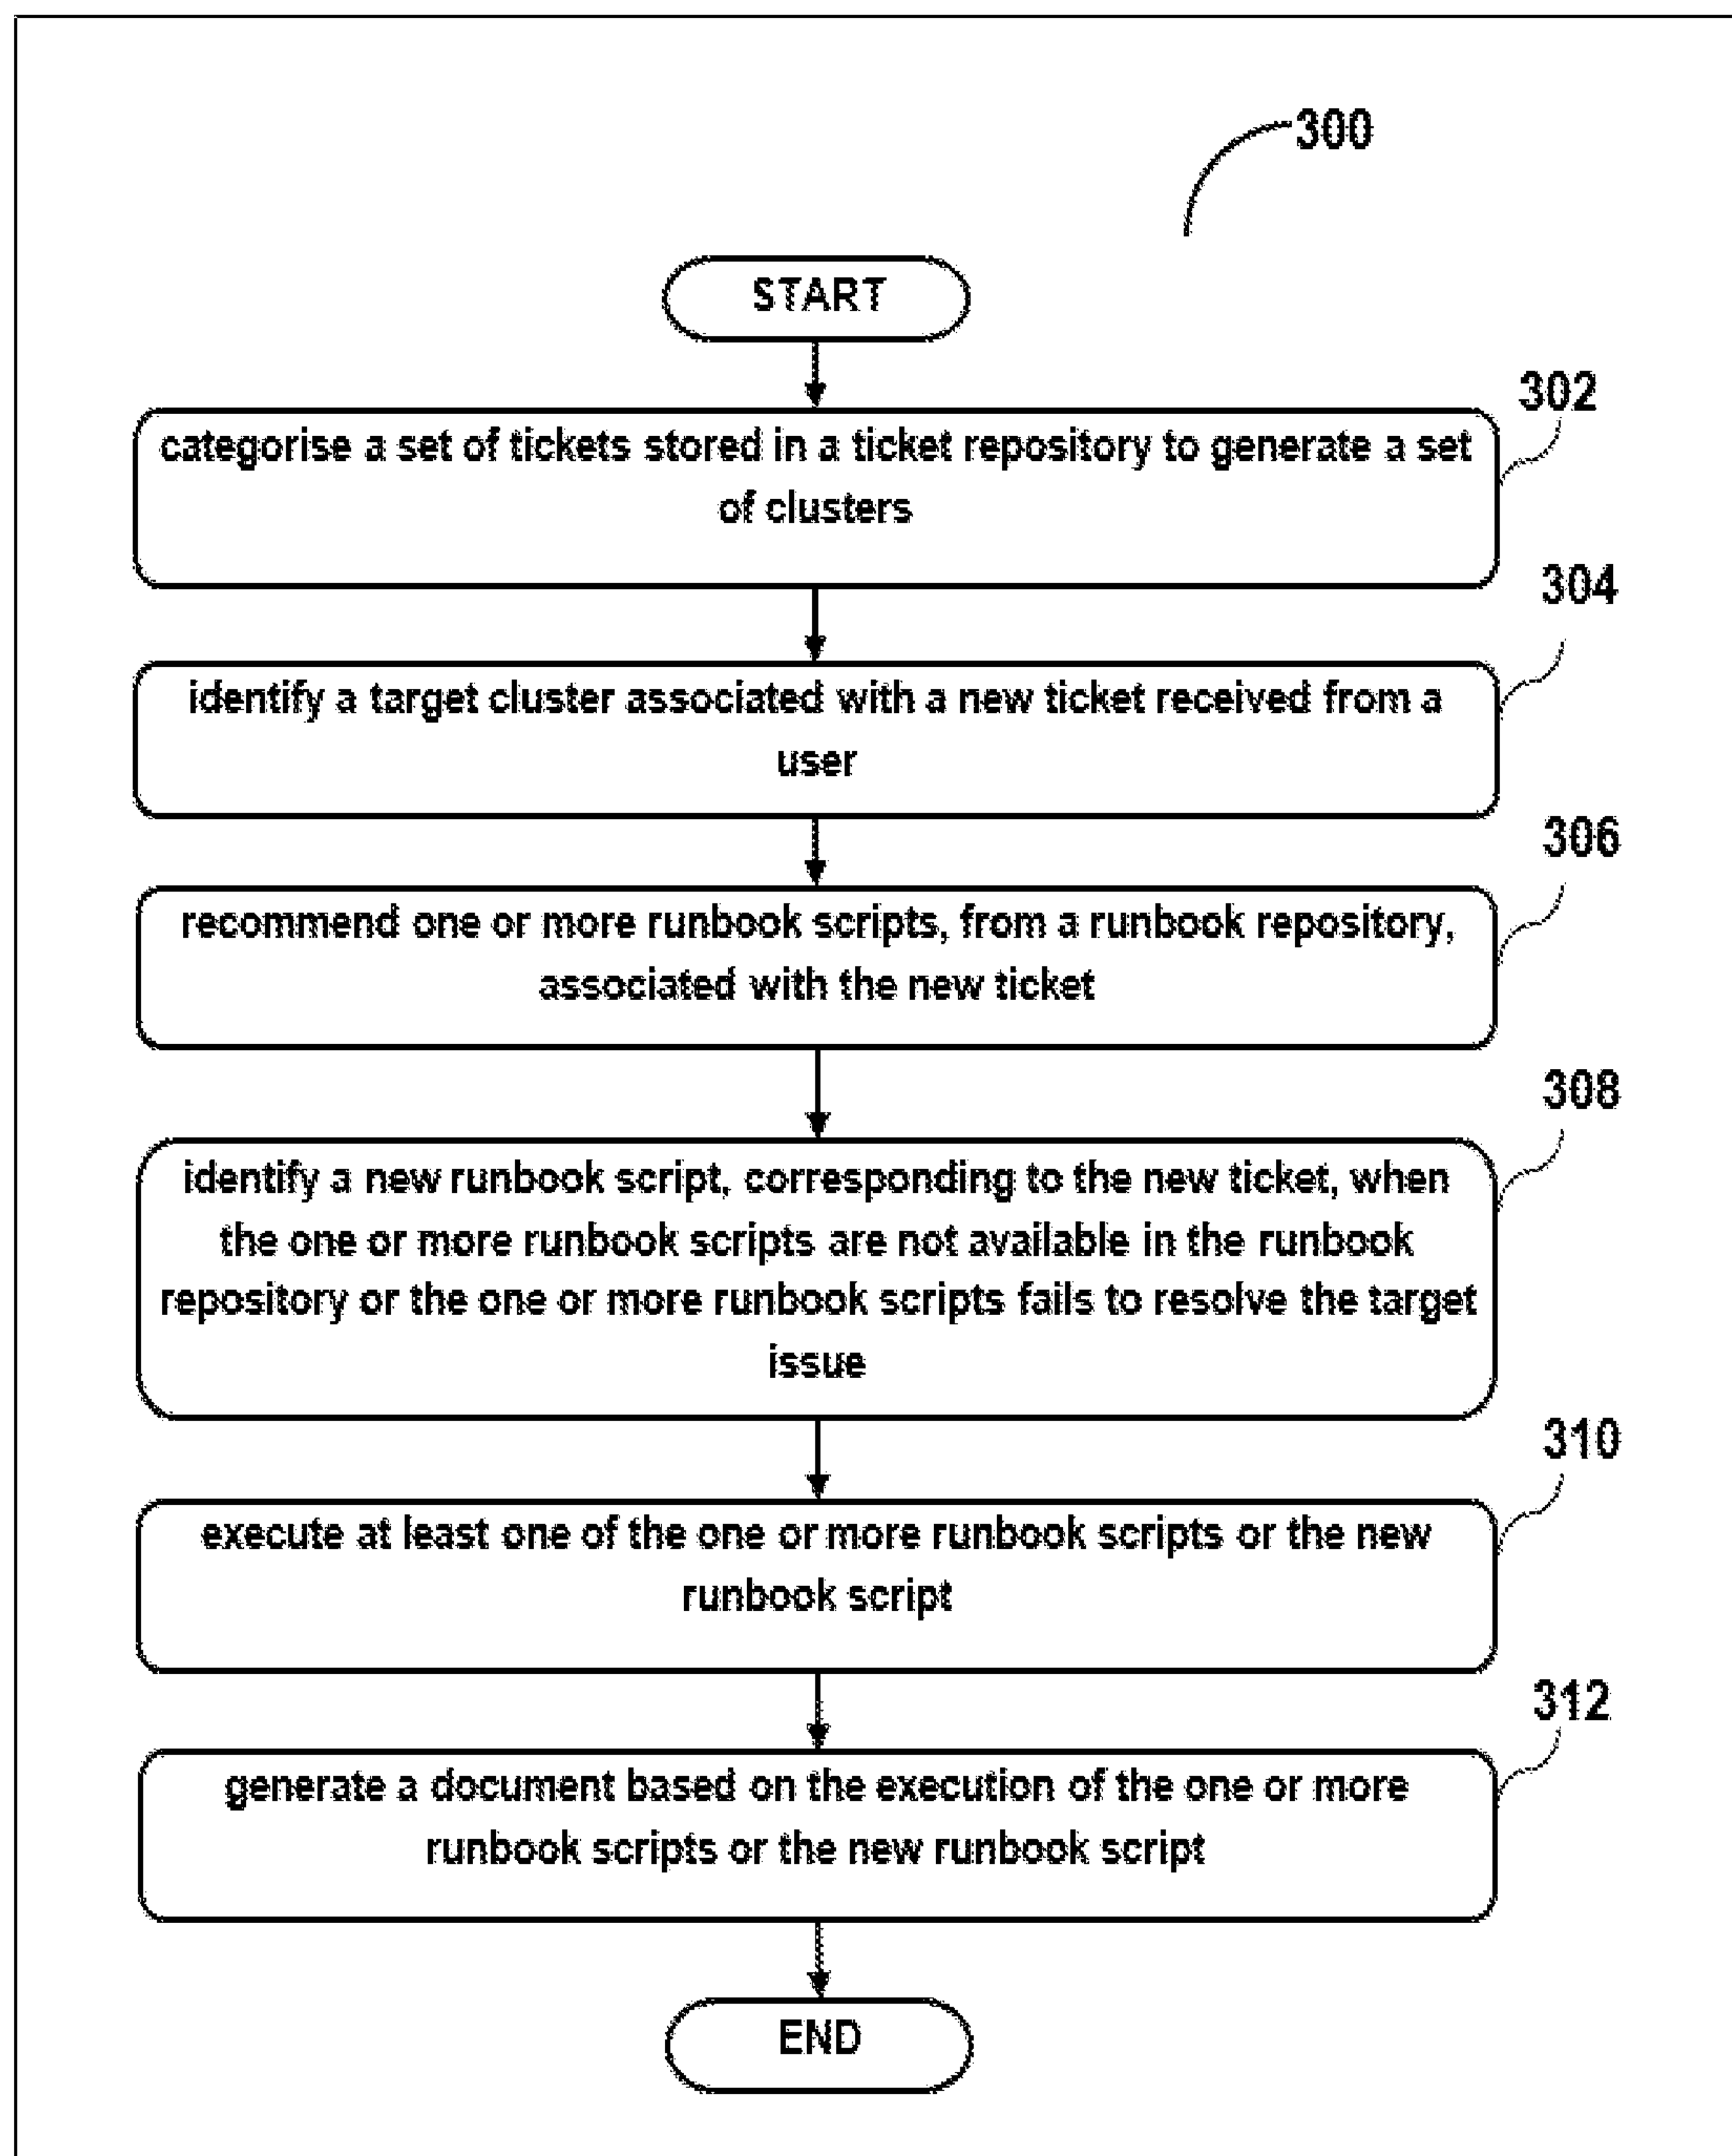 300
START
302
categorise a set of tickets stored in a ticket repository to generate a set
of clusters
304
identify a target cluster associated with a new ticket received from a
user
306
recommend one or more runbook scripts, from a runbook repository,
associated with the new ticket
308
identify a new runbook script, corresponding to the new ticket, when
the one or more runbook scripts are not available in the runbook
repository or the one or more runbook scripts fails to resolve the target
issue
310
execute at least one of the one or more runbook scripts or the new
runbook script
312
generate a document based on the execution of the one or more
runbook scripts or the new runbook script
END